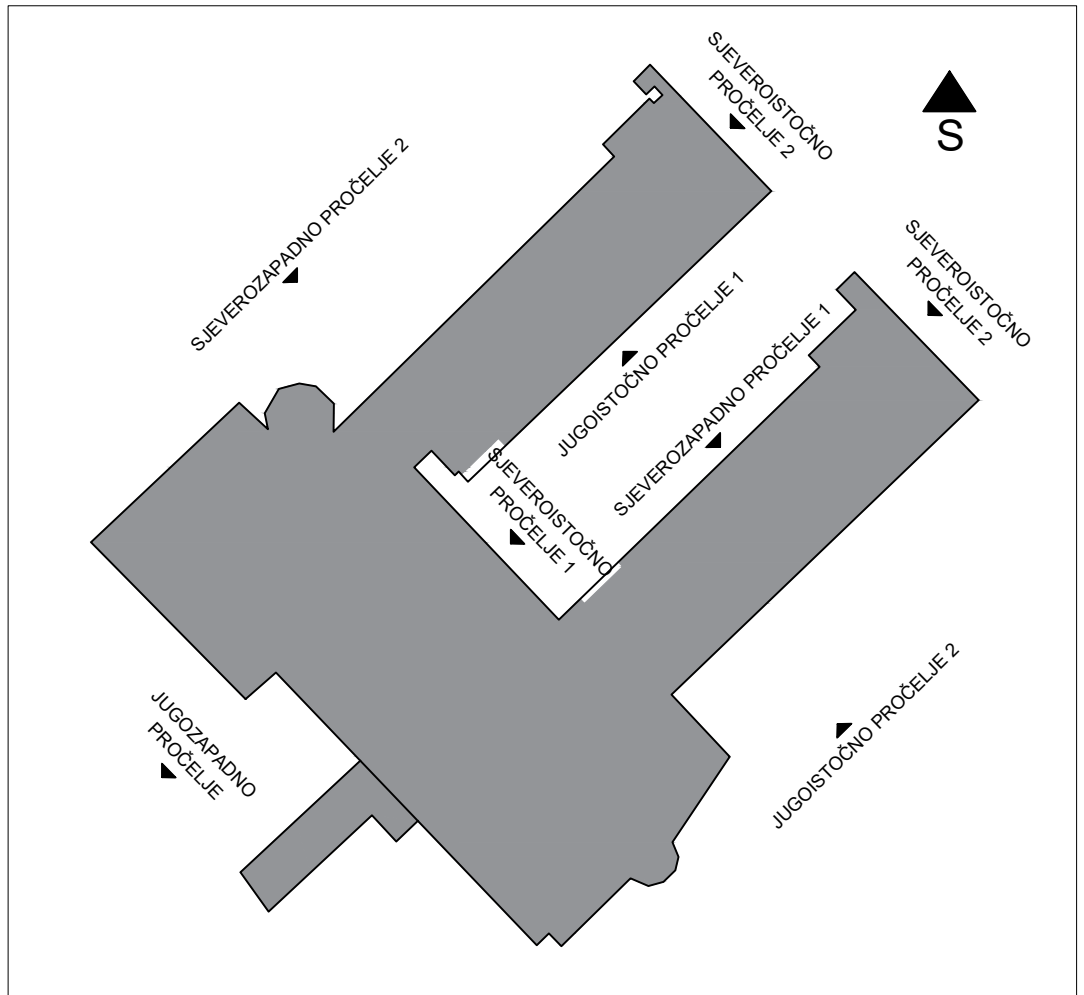 SJEVEROISTOČNO
PROČELJE 2
S
SJEVEROZAPADNO PROČELJE 2
SJEVEROISTOČNO
PROČELJE 2
JUGOISTOČNO PROČELJE 1
SJEVEROZAPADNO PROČELJE 1
SJEVEROISTOČNO
PROČELJE 1
JUGOZAPADNO
PROČELJE
JUGOISTOČNO PROČELJE 2